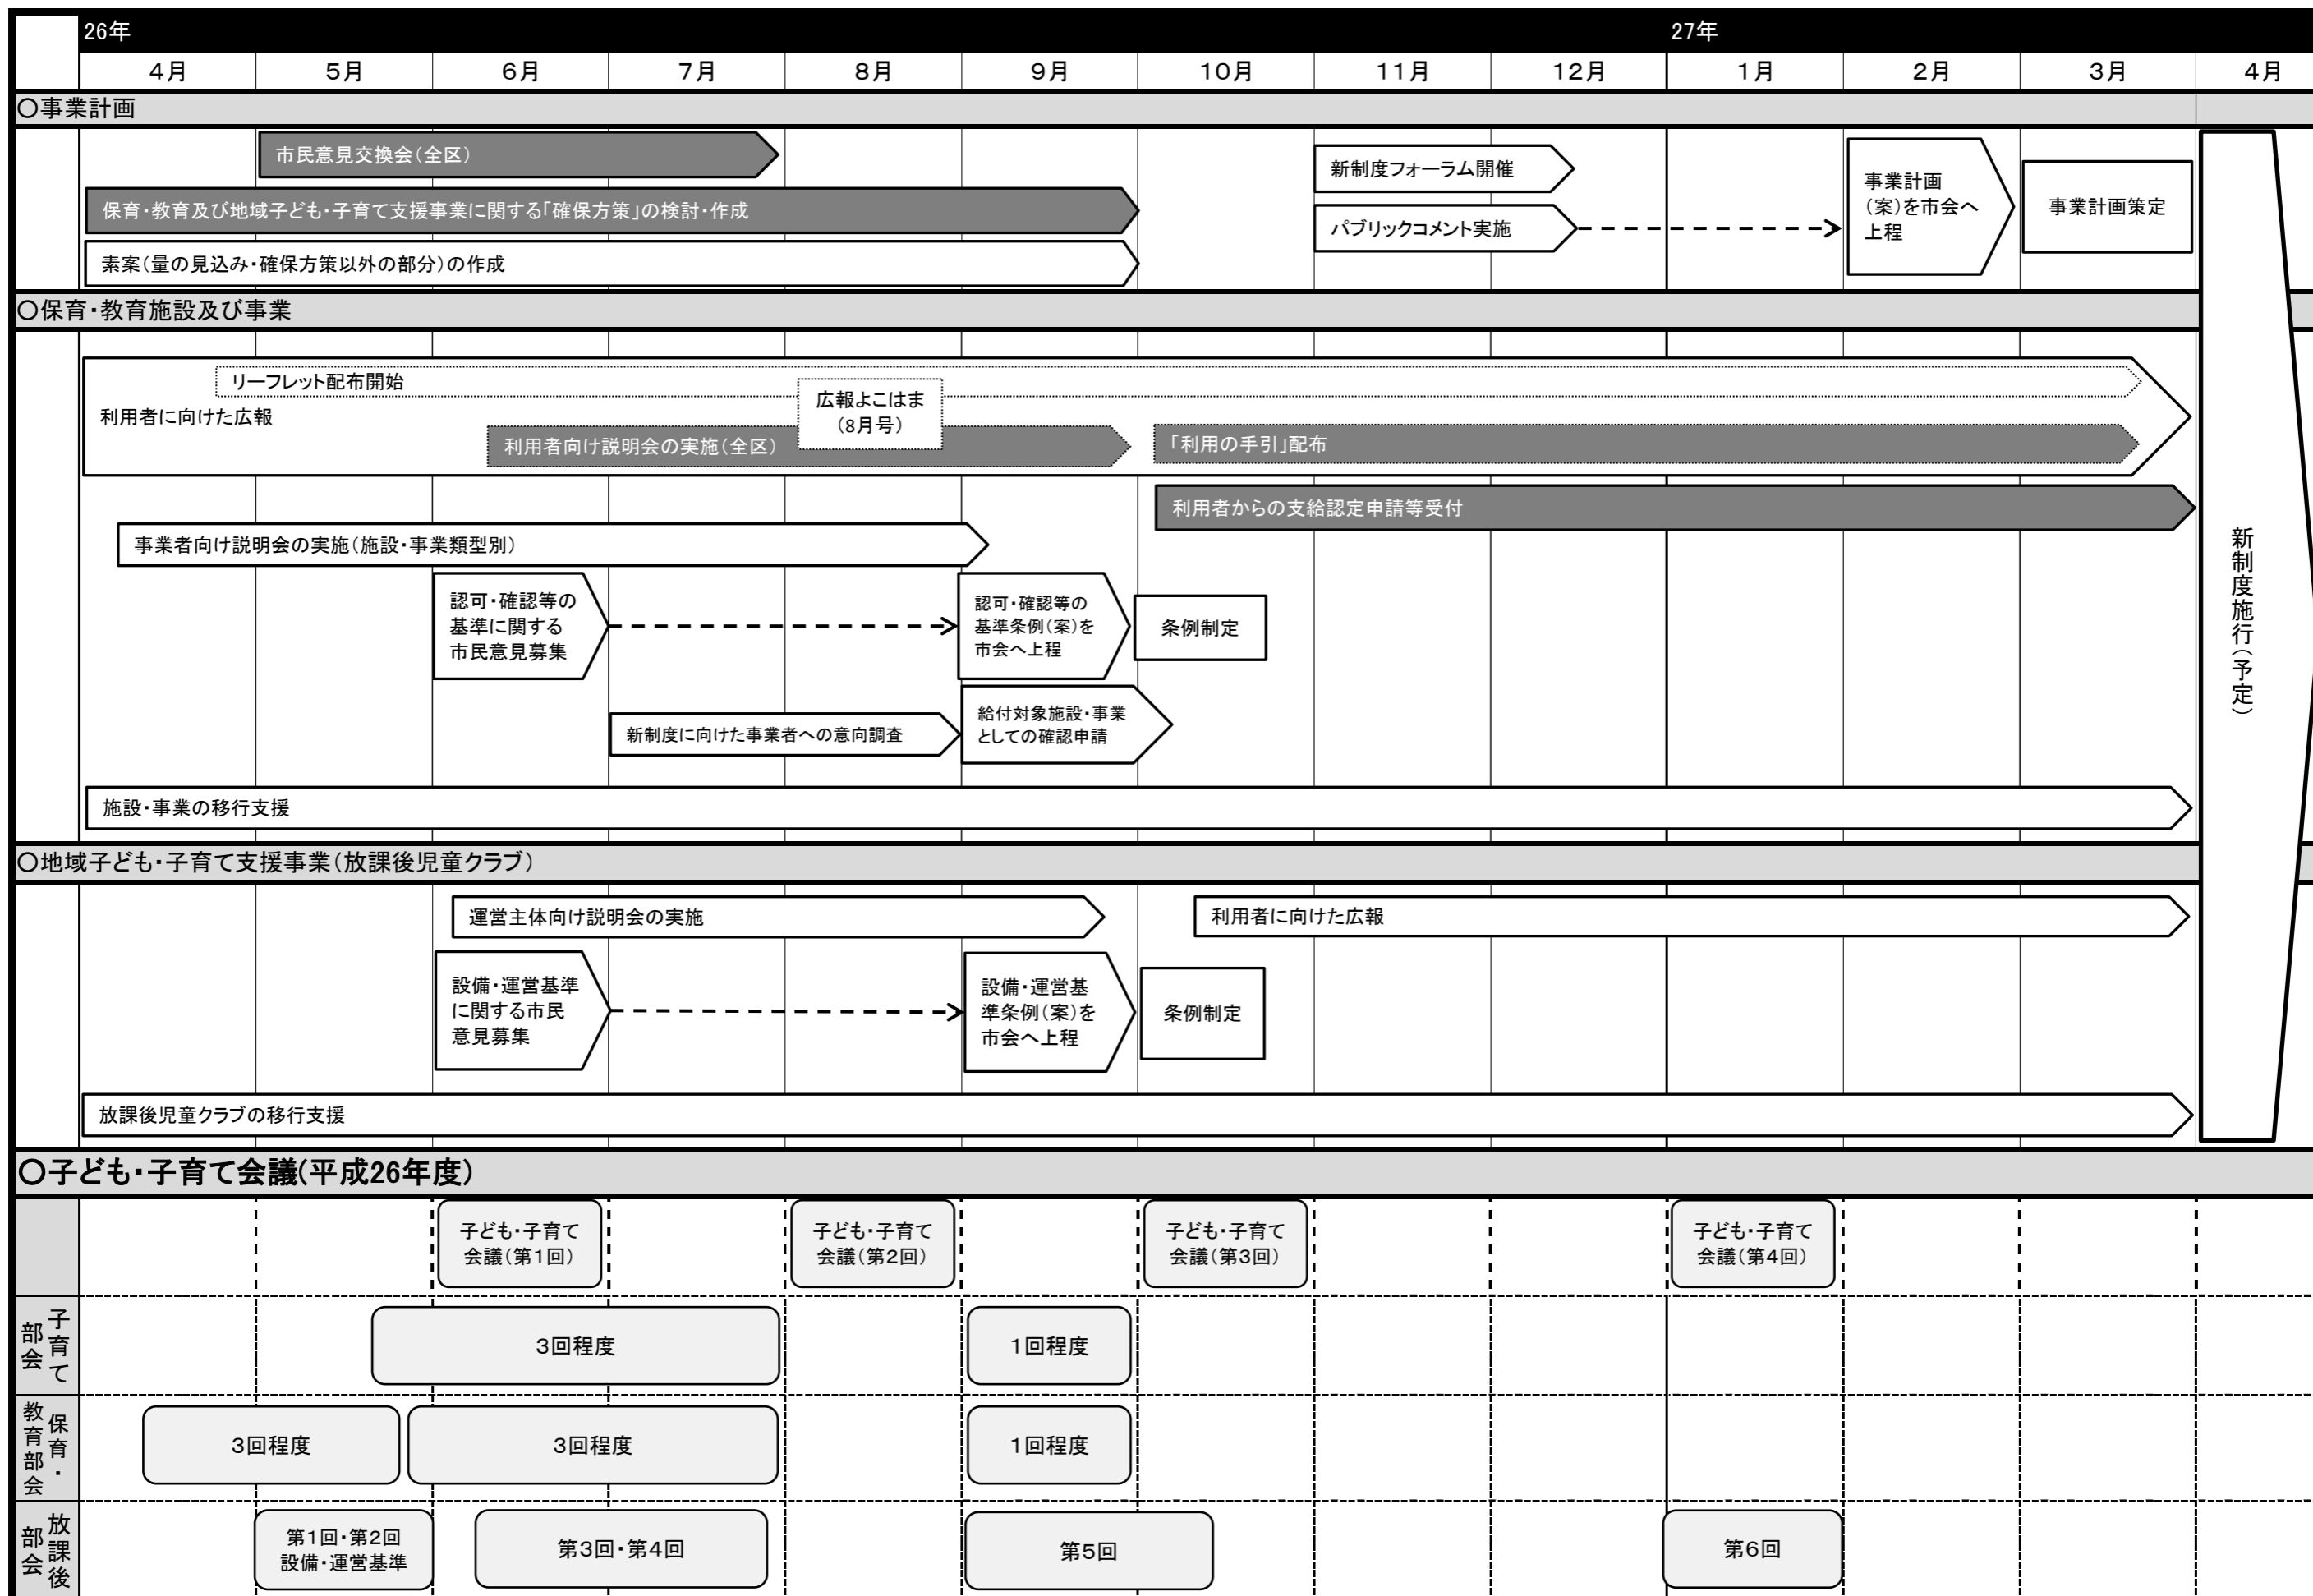 26年
27年
4月
5月
6月
7月
8月
9月
10月
11月
12月
1月
2月
3月
4月
○事業計画
市民意見交換会(全区)
保育・教育及び地域子ども・子育て支援事業に関する「確保方策」の検討・作成
素案(量の見込み・確保方策以外の部分)の作成
新制度フォーラム開催
パブリックコメント実施
事業計画
(案)を市会へ
上程
事業計画策定
○保育・教育施設及び事業
リーフレット配布開始
利用者に向けた広報
広報よこはま
(8月号)
利用者向け説明会の実施(全区)
「利用の手引」配布
利用者からの支給認定申請等受付
事業者向け説明会の実施(施設・事業類型別)
認可・確認等の
基準に関する
市民意見募集
認可・確認等の
基準条例(案)を
市会へ上程
条例制定
新制度に向けた事業者への意向調査
給付対象施設・事業
としての確認申請
施設・事業の移行支援
新制度施行(予定)
○地域子ども・子育て支援事業(放課後児童クラブ)
運営主体向け説明会の実施
利用者に向けた広報
設備・運営基準
に関する市民
意見募集
設備・運営基
準条例(案)を
市会へ上程
条例制定
放課後児童クラブの移行支援
○子ども・子育て会議(平成26年度)
子ども・子育て
会議(第1回)
子ども・子育て
会議(第2回)
子ども・子育て
会議(第3回)
子ども・子育て
会議(第4回)
子育て
部会
3回程度
1回程度
保育・
教育部会
3回程度
3回程度
1回程度
放課後
部会
第1回・第2回
設備・運営基準
第3回・第4回
第5回
第6回